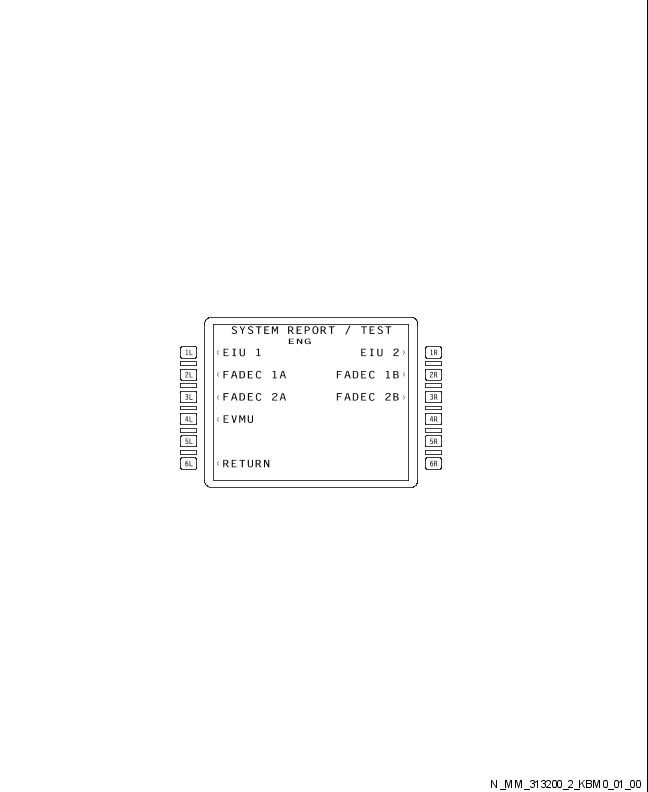 SYSTEM REPORT / TEST
ENG
1L ‹EIU 1 EIU 2› 1R
2L ‹FADEC 1A FADEC 1B› 2R
3L ‹FADEC 2A FADEC 2B› 3R
4L ‹EVMU 4R
5L 5R
6L ‹RETURN 6R
N_MM_313200_2_KBM0_01_00